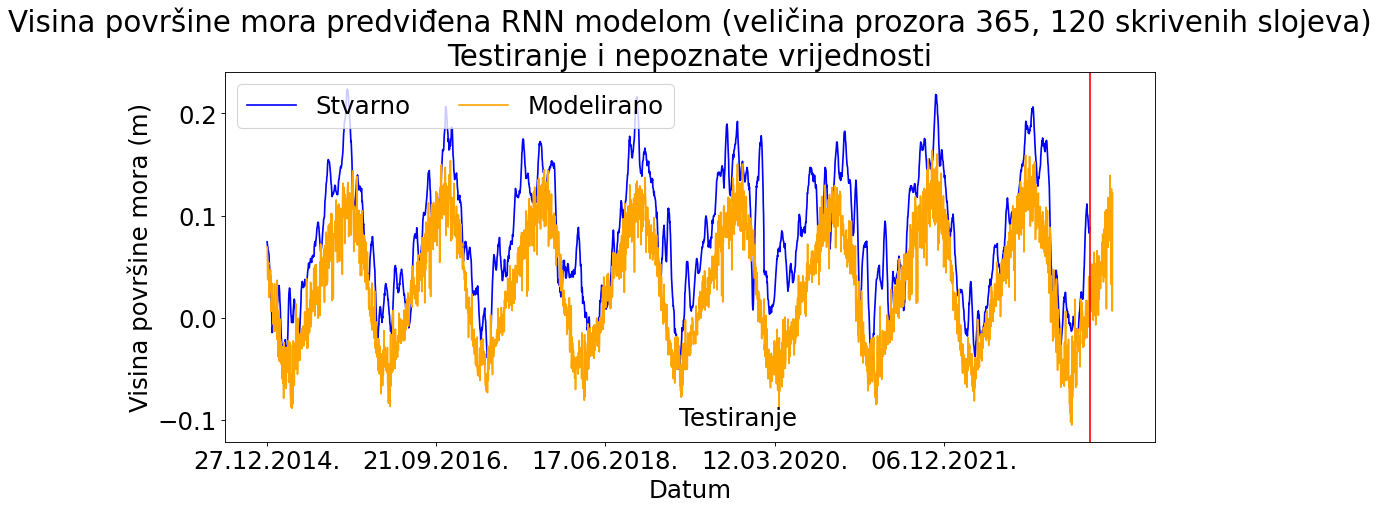 Visina površine mora predviđena RNN modelom (veličina prozora 365, 120 skrivenih slojeva)
Testiranje i nepoznate vrijednosti
Stvarno Modelirano
Visina površine mora (m)
0.2
0.1
0.0
−0.1
Testiranje
27.12.2014. 21.09.2016. 17.06.2018. 12.03.2020. 06.12.2021.
Datum